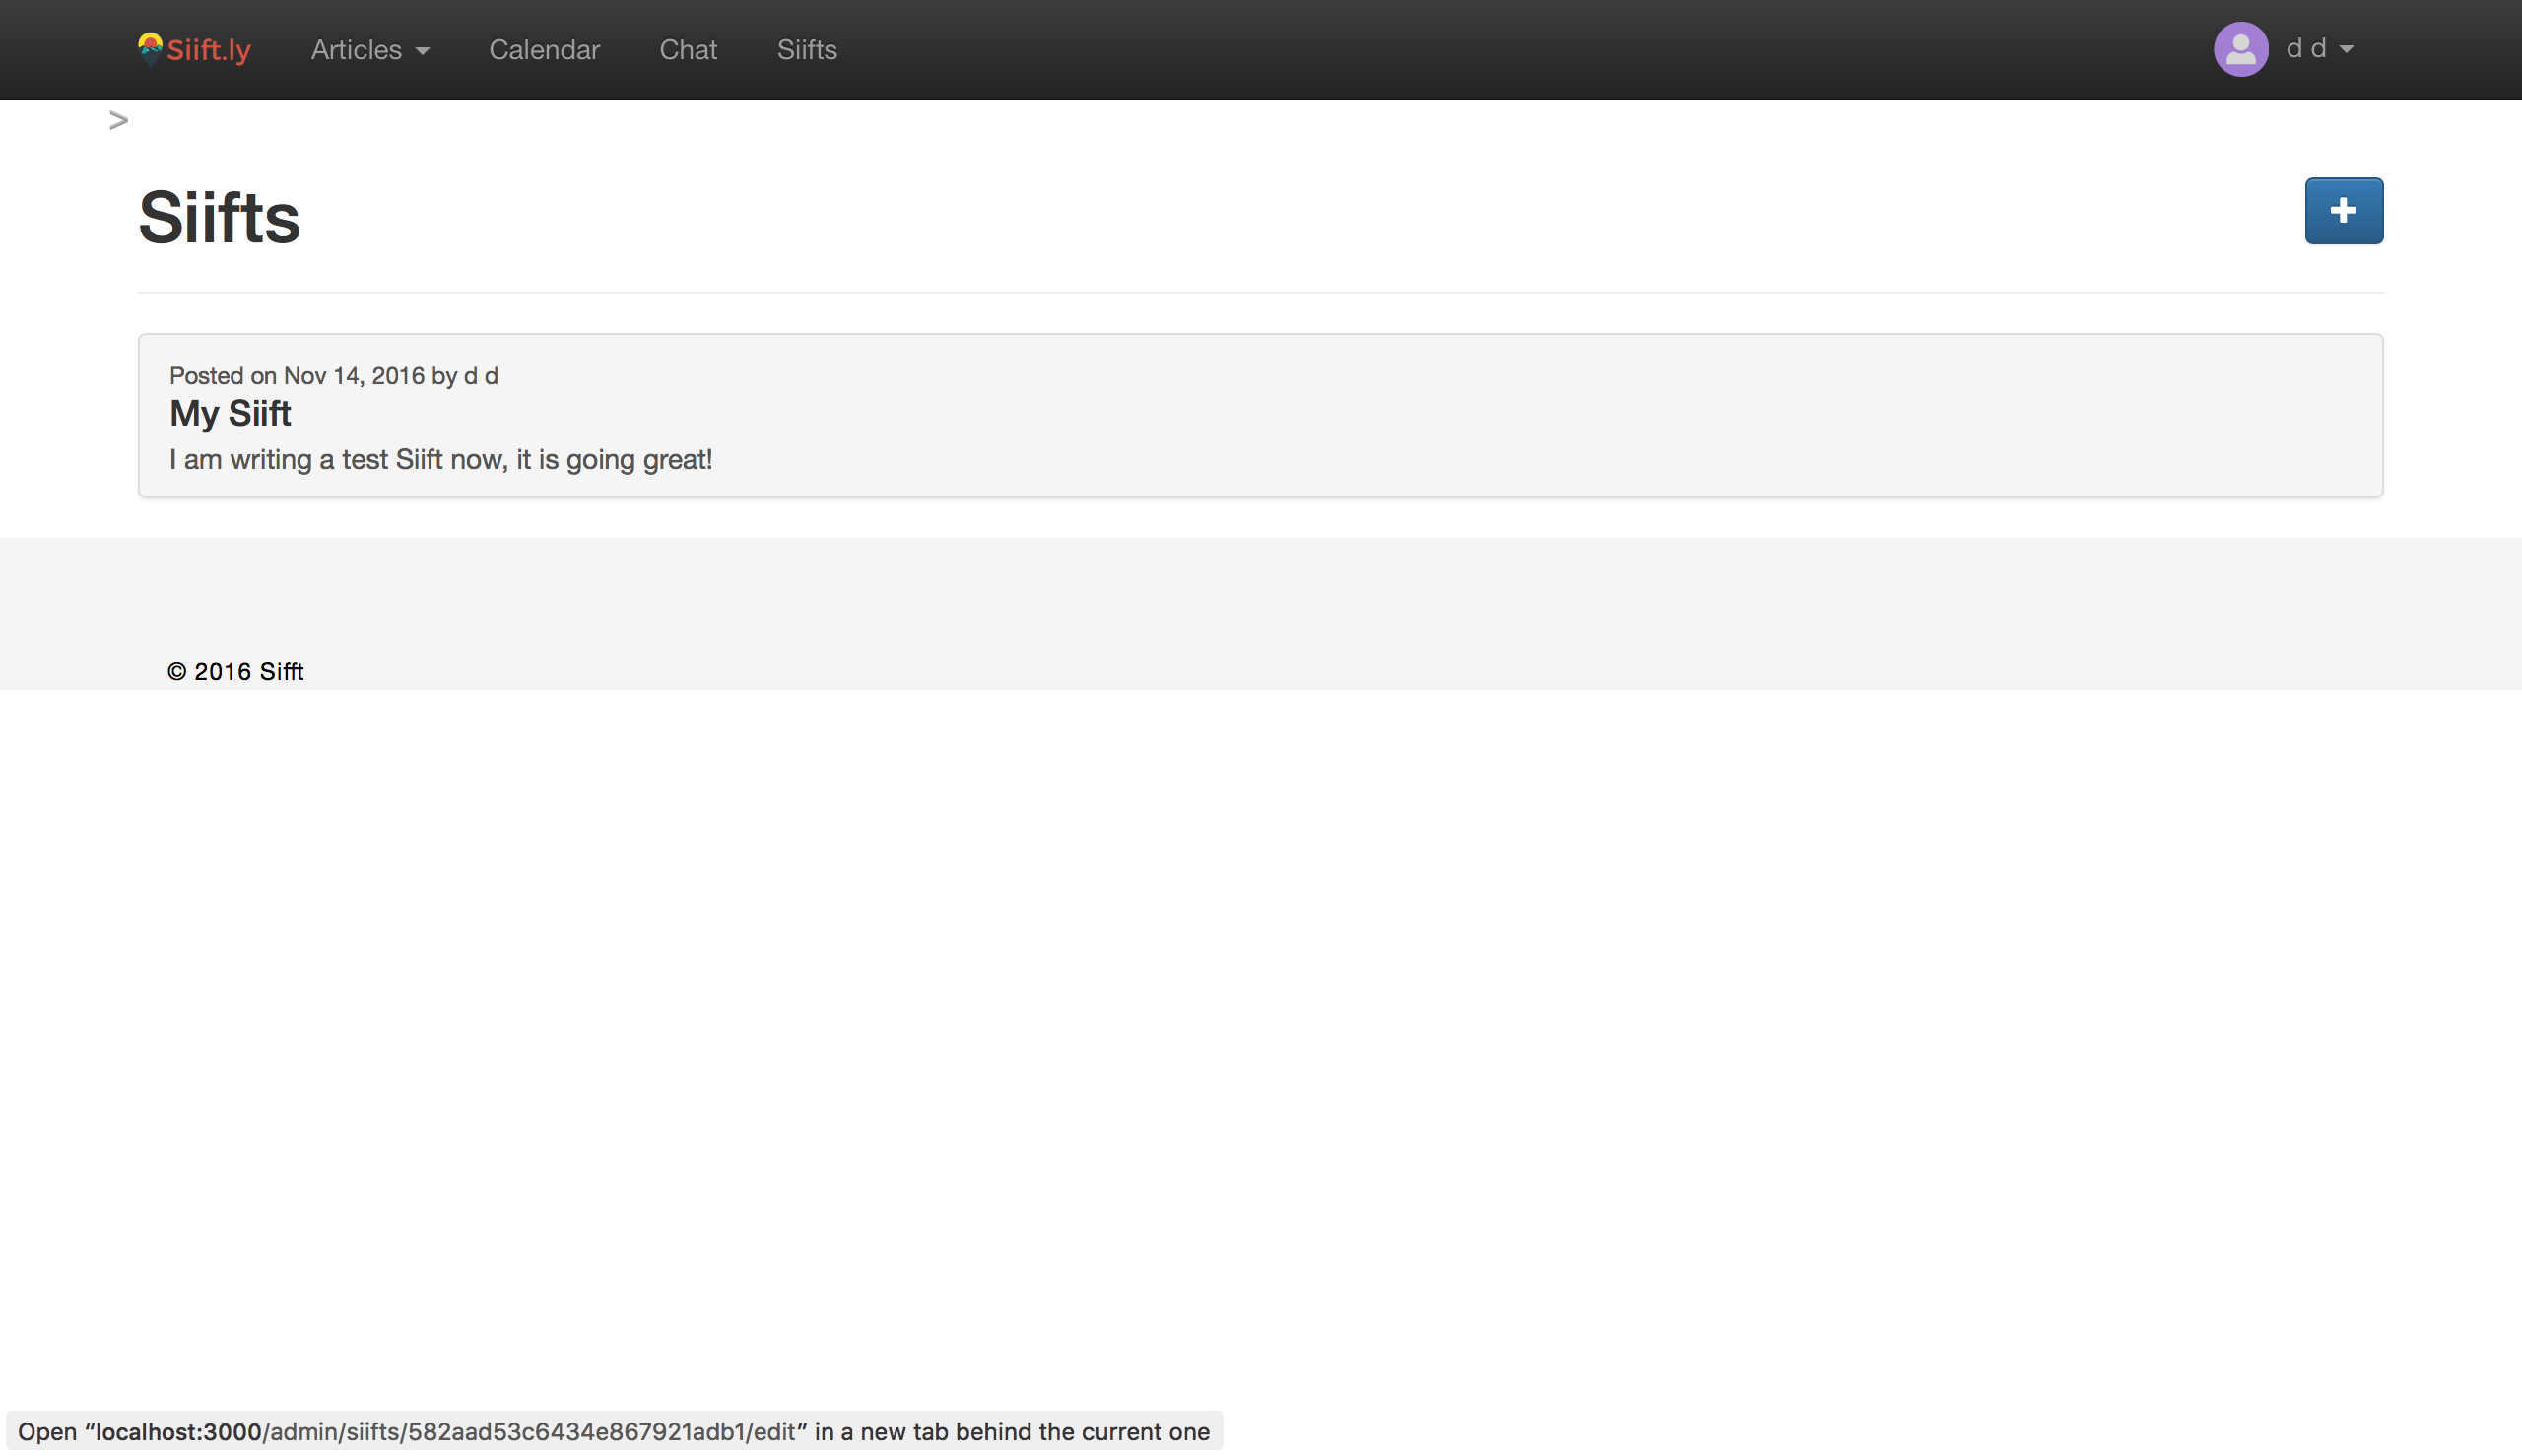 Siift.ly Articles Calendar Chat Siifts d d
>
Siifts
+
Posted on Nov 14, 2016 by d d
My Siift
I am writing a test Siift now, it is going great!
© 2016 Sifft
Open “localhost:3000/admin/siifts/582aad53c6434e867921adb1/edit” in a new tab behind the current one